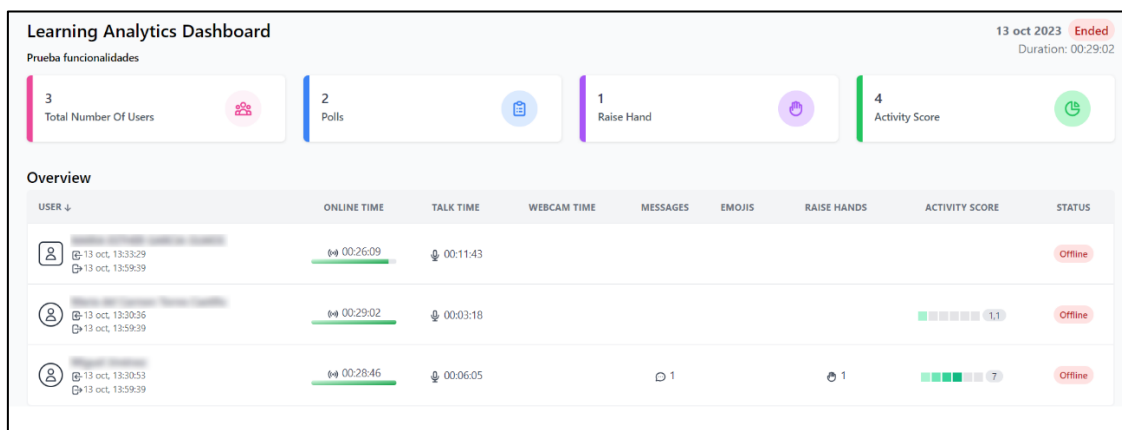 Learning Analytics Dashboard
13 oct 2023 Ended
Prueba funcionalidades
Duration: 00:29:02
3
Total Number Of Users
2
Polls
1
Raise Hand
4
Activity Score
Overview
USER ONLINE TIME TALK TIME WEBCAM TIME MESSAGES EMOJIS RAISE HANDS ACTIVITY SCORE STATUS
13 oct, 13:33:29
13 oct, 13:59:39
00:26:09 00:11:43 Offline
13 oct, 13:30:36
13 oct, 13:59:39
00:29:02 00:03:18 1,1 Offline
13 oct, 13:30:53
13 oct, 13:59:39
00:28:46 00:06:05 1 1 7 Offline